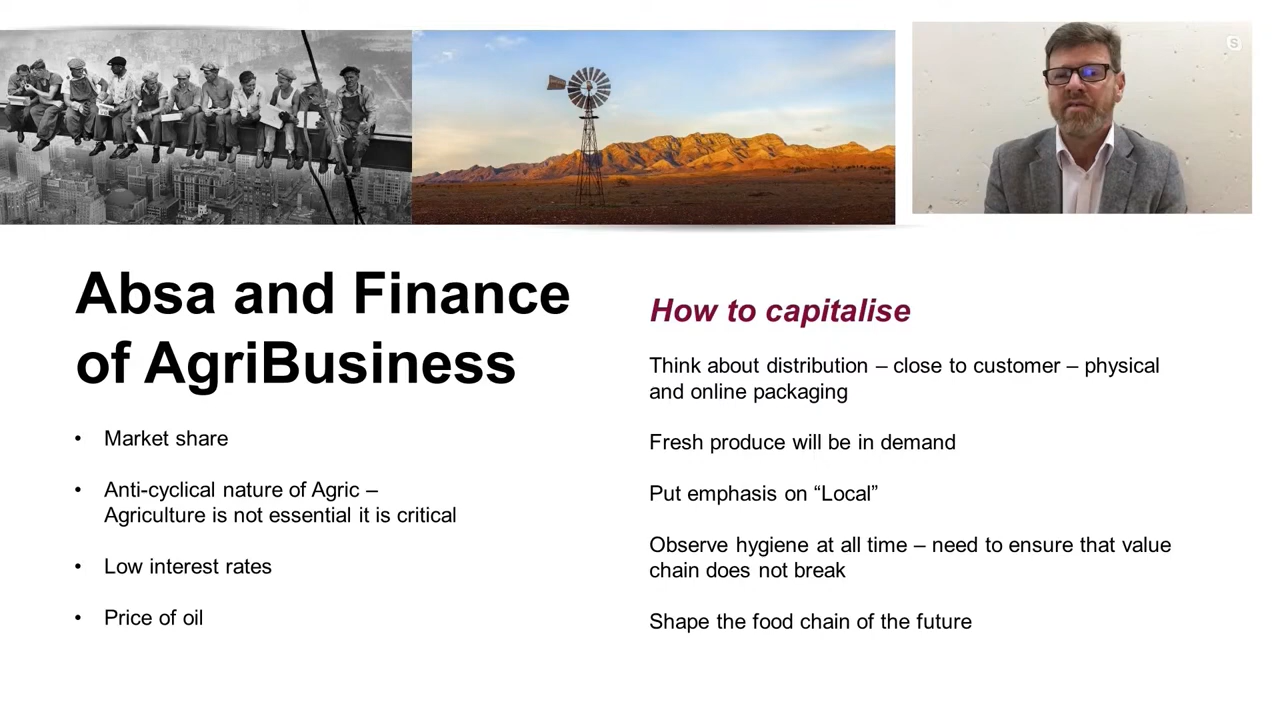 Absa and Finance
of AgriBusiness
• Market share
• Anti-cyclical nature of Agric –
Agriculture is not essential it is critical
• Low interest rates
• Price of oil
How to capitalise
Think about distribution – close to customer – physical
and online packaging
Fresh produce will be in demand
Put emphasis on “Local”
Observe hygiene at all time – need to ensure that value
chain does not break
Shape the food chain of the future